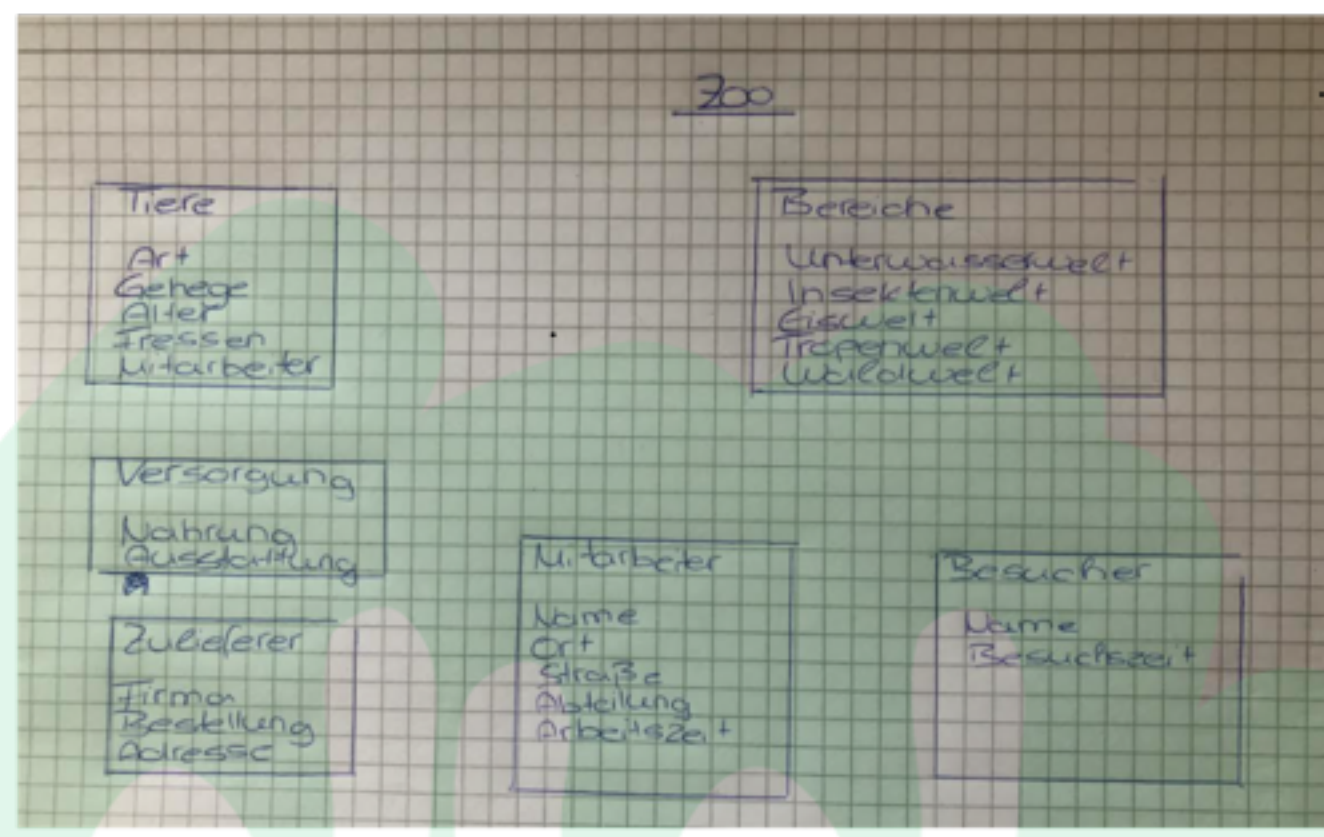 Zoo
Tiere
Art
Gehege
Alter
Fressen
Mitarbeiter
Bereiche
Unterwasserwelt
Insektenwelt
Eiswelt
Tropenwelt
Waldwelt
Versorgung
Nahrung
Ausstattung
Zulieferer
Firma
Bestellung
Adresse
Mitarbeiter
Name
Ort
Straße
Abteilung
Arbeitszeit
Besucher
Name
Besuchszeit